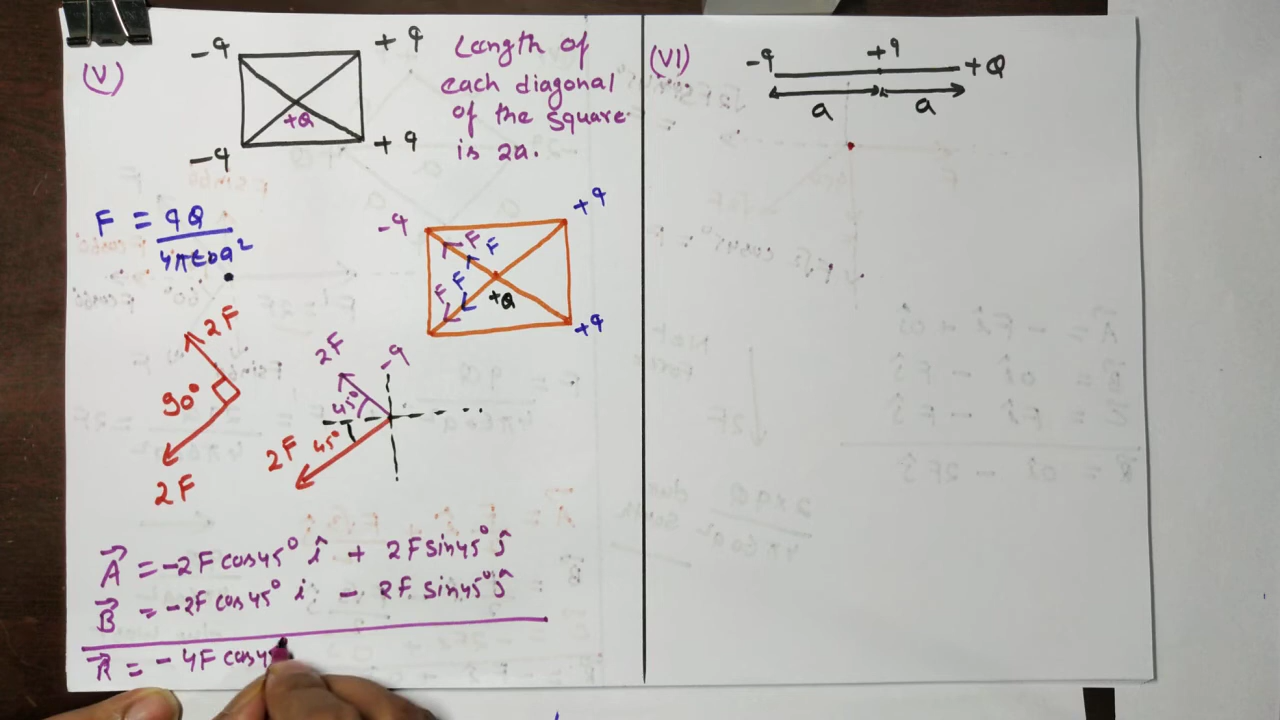 (V)
-q +q
+Q
-q +q
Length of
each diagonal
of the square
is 2a.
F = qQ
4πε0a²
-q +q
F F
F F
+Q
+q
2F
90°
2F
-q
2F
45°
2F 45°
A⃗ = -2F cos45° î + 2F sin45° ĵ
B⃗ = -2F cos45° i - 2F sin45° ĵ
R⃗ = - 4F cos45
(VI)
-q +q +Q
a a